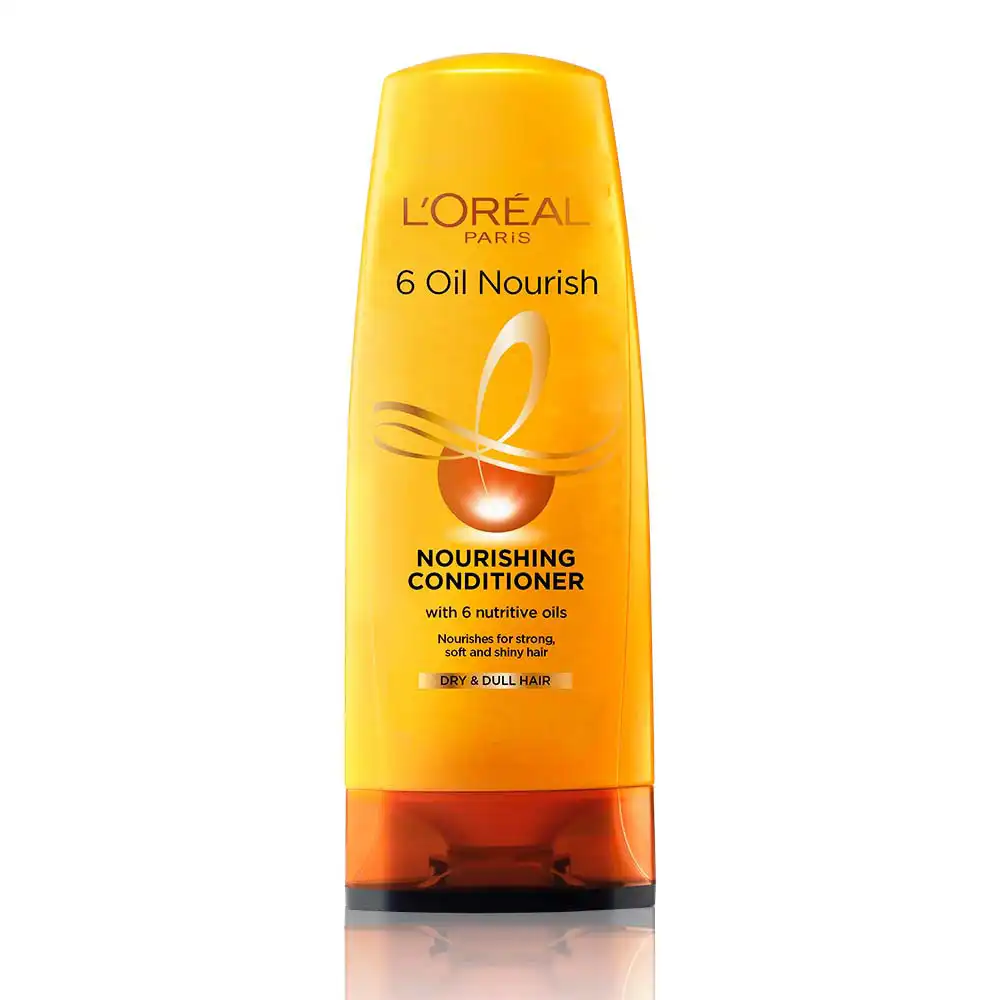 L'ORÉAL
PARiS
6 Oil Nourish
NOURISHING
CONDITIONER
with 6 nutritive oils
Nourishes for strong,
soft and shiny hair
DRY & DULL HAIR